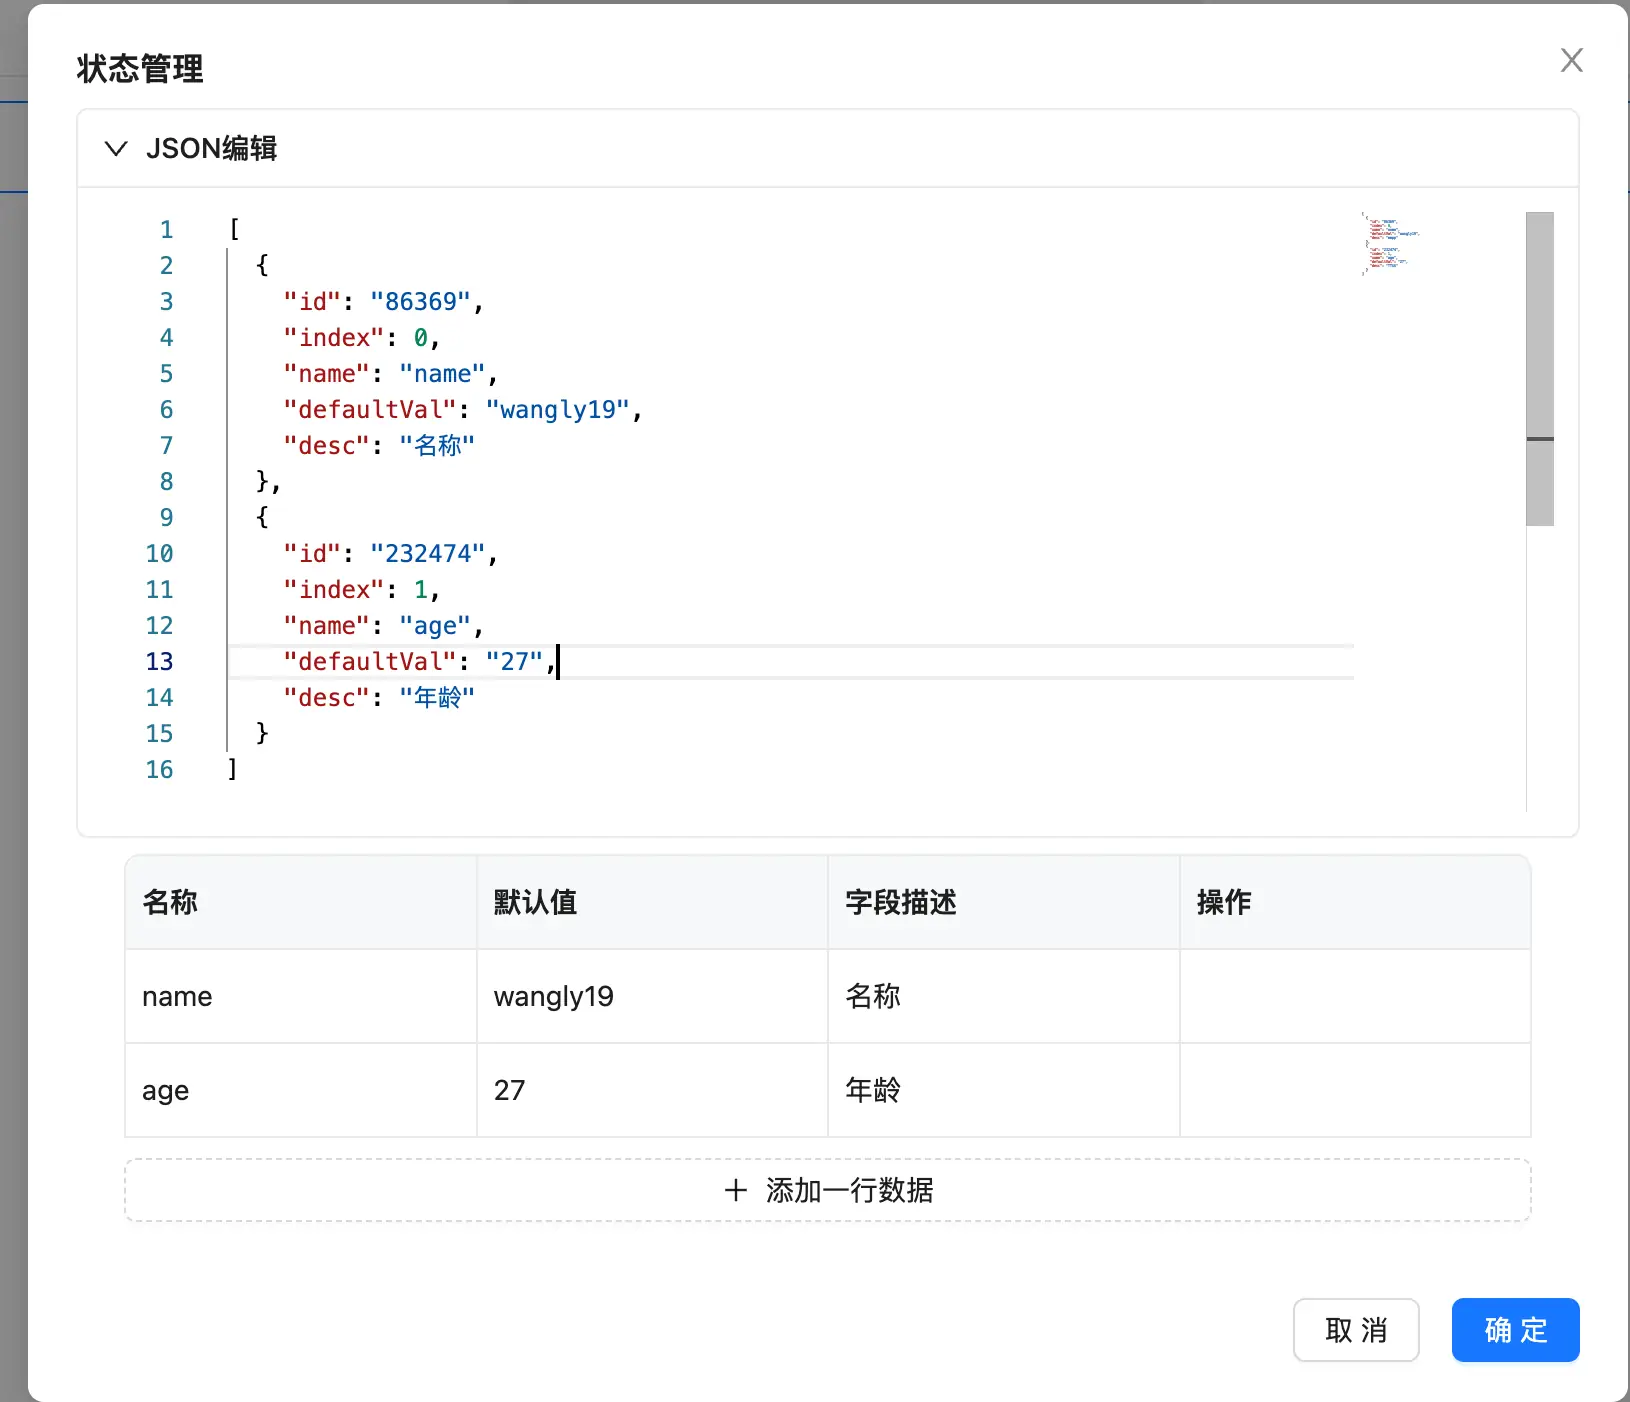 状态管理
JSON编辑
1 [
2 {
3 "id": "86369",
4 "index": 0,
5 "name": "name",
6 "defaultVal": "wangly19",
7 "desc": "名称"
8 },
9 {
10 "id": "232474",
11 "index": 1,
12 "name": "age",
13 "defaultVal": "27",
14 "desc": "年龄"
15 }
16 ]
名称 默认值 字段描述 操作
name wangly19 名称
age 27 年龄
+ 添加一行数据
取 消 确 定